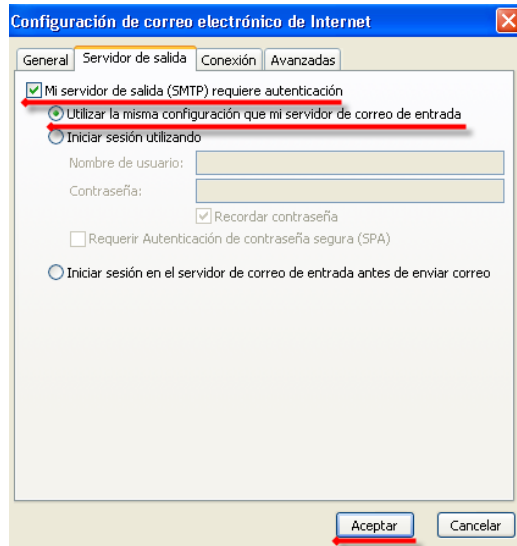 Configuración de correo electrónico de Internet
General Servidor de salida Conexión Avanzadas
Mi servidor de salida (SMTP) requiere autenticación
Utilizar la misma configuración que mi servidor de correo de entrada
Iniciar sesión utilizando
Nombre de usuario:
Contraseña:
Recordar contraseña
Requerir Autenticación de contraseña segura (SPA)
Iniciar sesión en el servidor de correo de entrada antes de enviar correo
Aceptar Cancelar